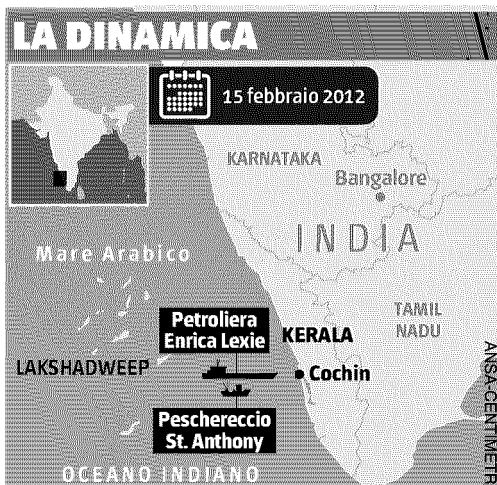 LA DINAMICA
15 febbraio 2012
KARNATAKA
Bangalore
INDIA
Mare Arabico
Petroliera
Enrica Lexie
KERALA
TAMIL
NADU
LAKSHADWEEP
Cochin
Peschereccio
St. Anthony
OCEANO INDIANO
ANSA-CENTIMETR